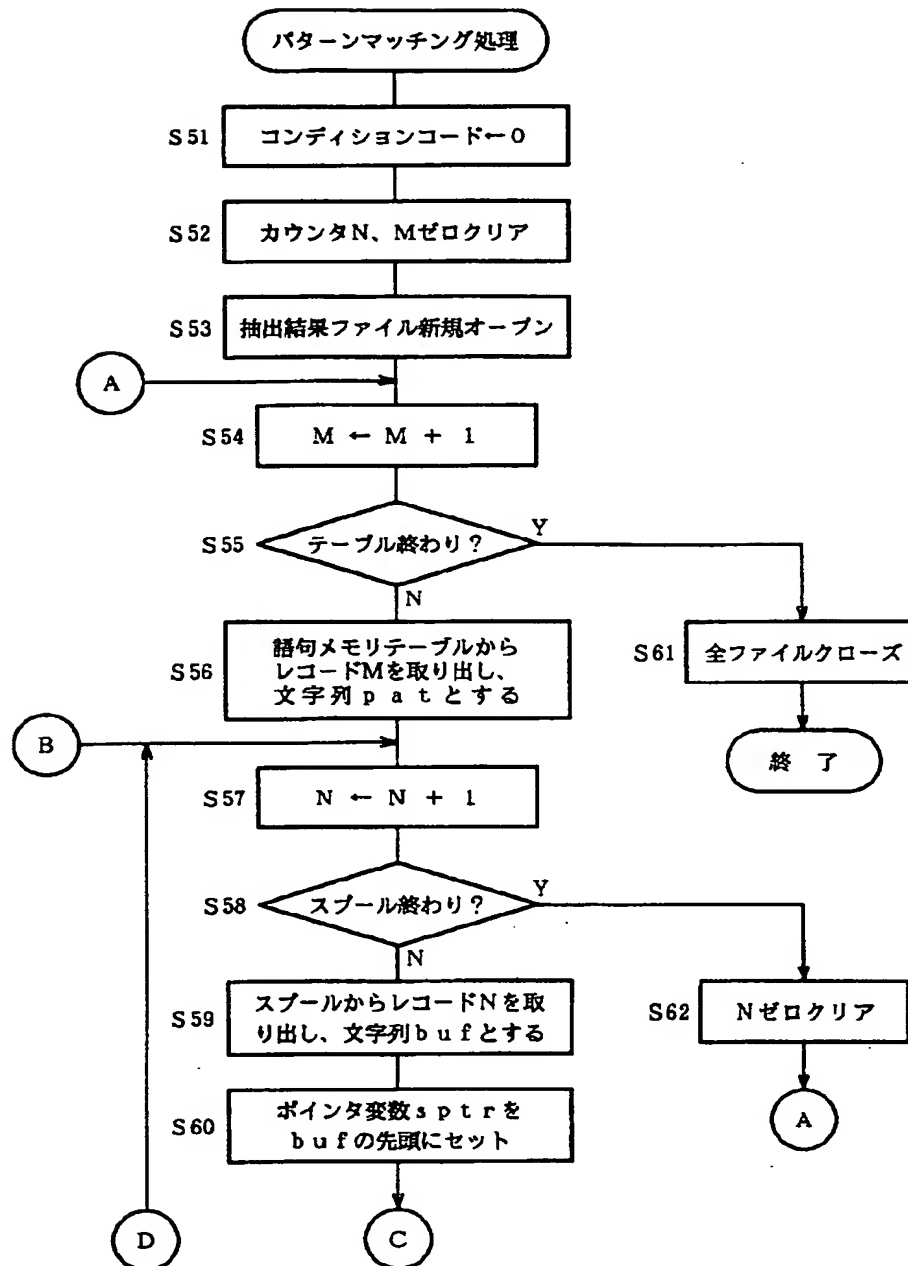 パターンマッチング処理
S51 コンディションコード←0
S52 カウンタN、Mゼロクリア
S53 抽出結果ファイル新規オープン
A
S54 M ← M + 1
S55 テーブル終わり？ Y
N
語句メモリテーブルから
S56 レコードMを取り出し、
文字列patとする
S61 全ファイルクローズ
B
終 了
S57 N ← N + 1
S58 スプール終わり？ Y
N
スプールからレコードNを取
S59 り出し、文字列bufとする
S62 Nゼロクリア
ポインタ変数sptrを
S60 bufの先頭にセット
A
D
C